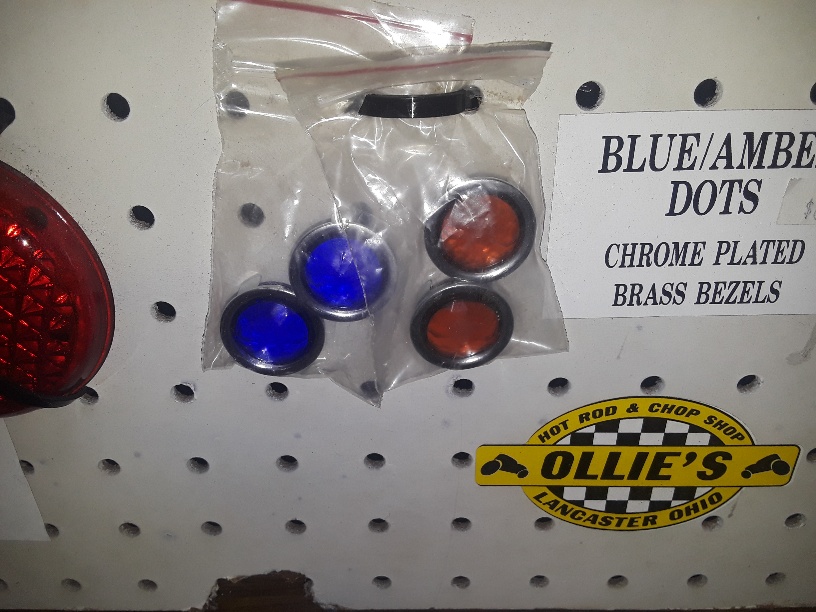 BLUE/AMBE
DOTS
CHROME PLATED
BRASS BEZELS
HOT ROD & CHOP SHOP
OLLIE'S
LANCASTER OHIO